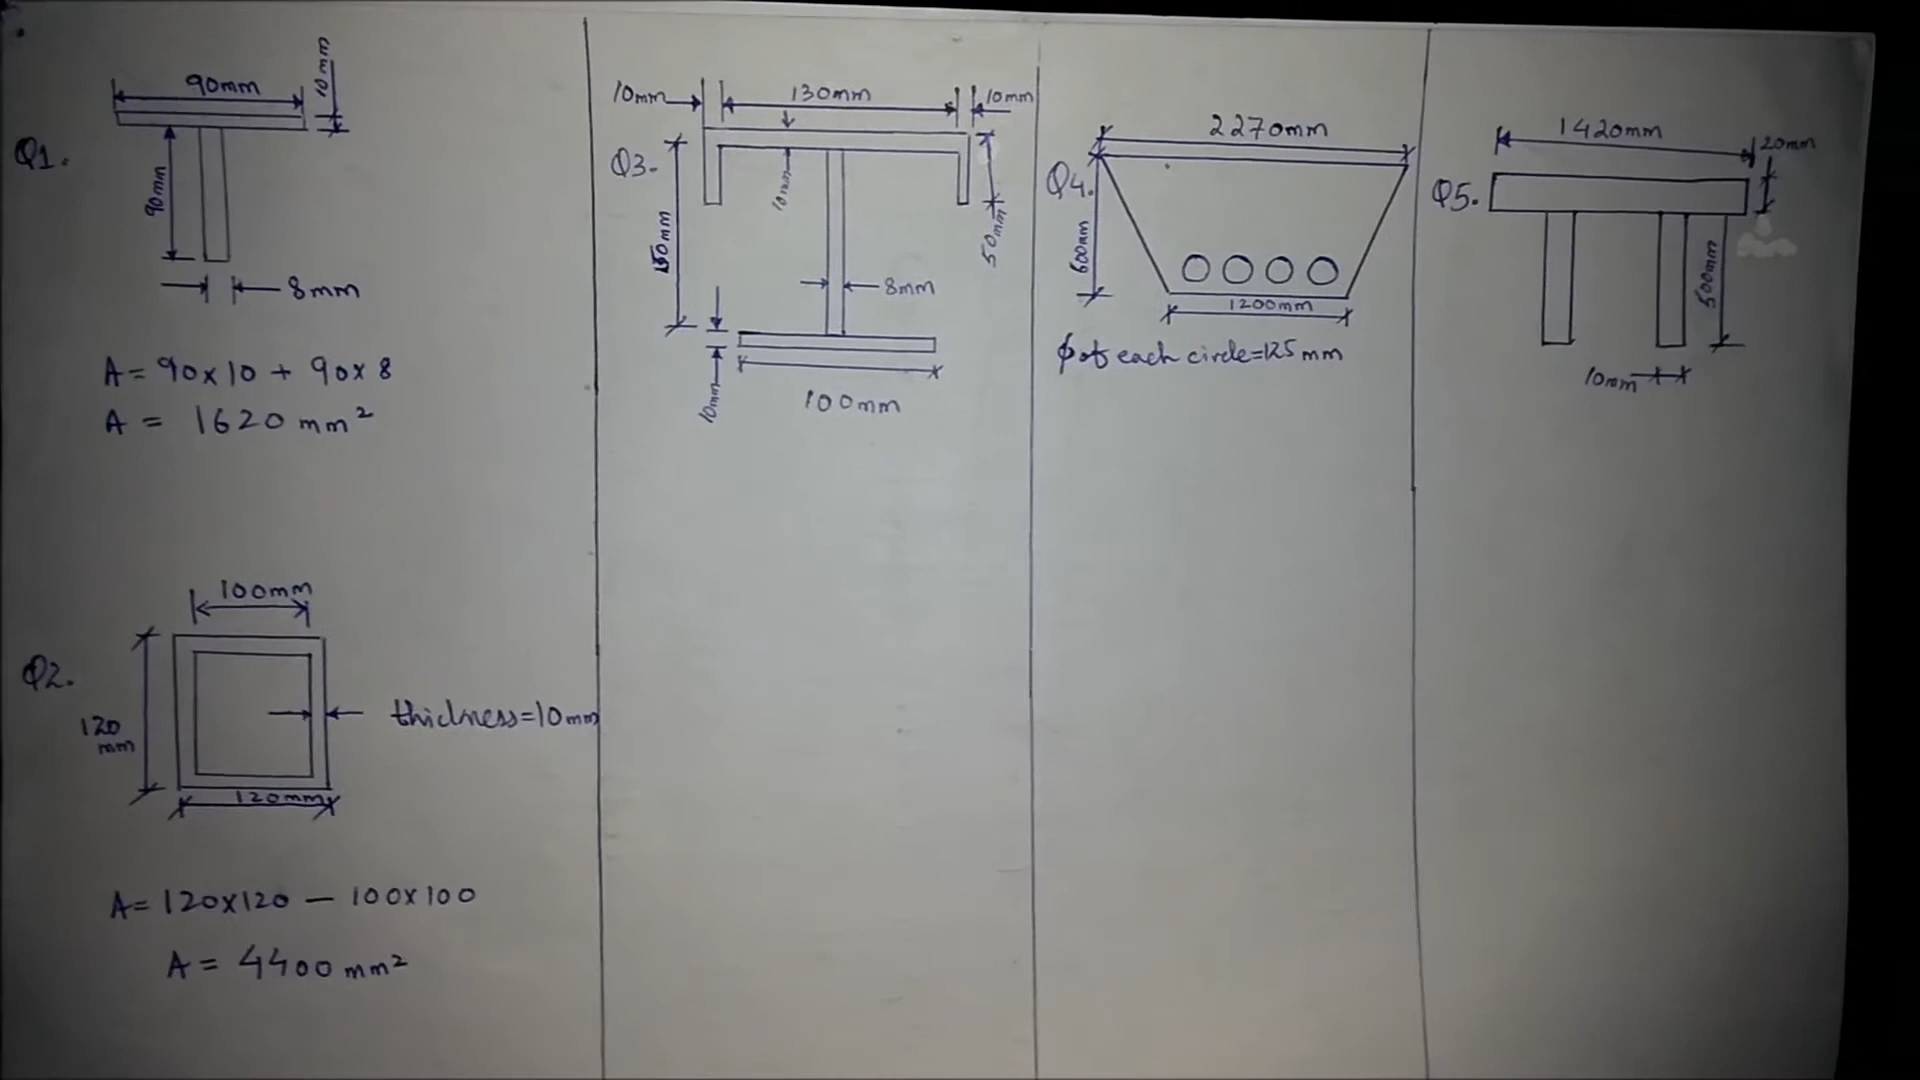 90mm
10mm
Q1.
90mm
8mm
A= 90x10 + 90x8
A = 1620 mm²
100mm
Q2.
120
mm
thickness=10mm
120mm
A= 120x120 — 100x100
A = 4400 mm²
10mm
130mm
10mm
Q3.
10mm
150mm
50mm
8mm
10mm
100mm
2270mm
Q4.
600mm
1200mm
ϕ of each circle=125 mm
1420mm
120mm
Q5.
500mm
10mm